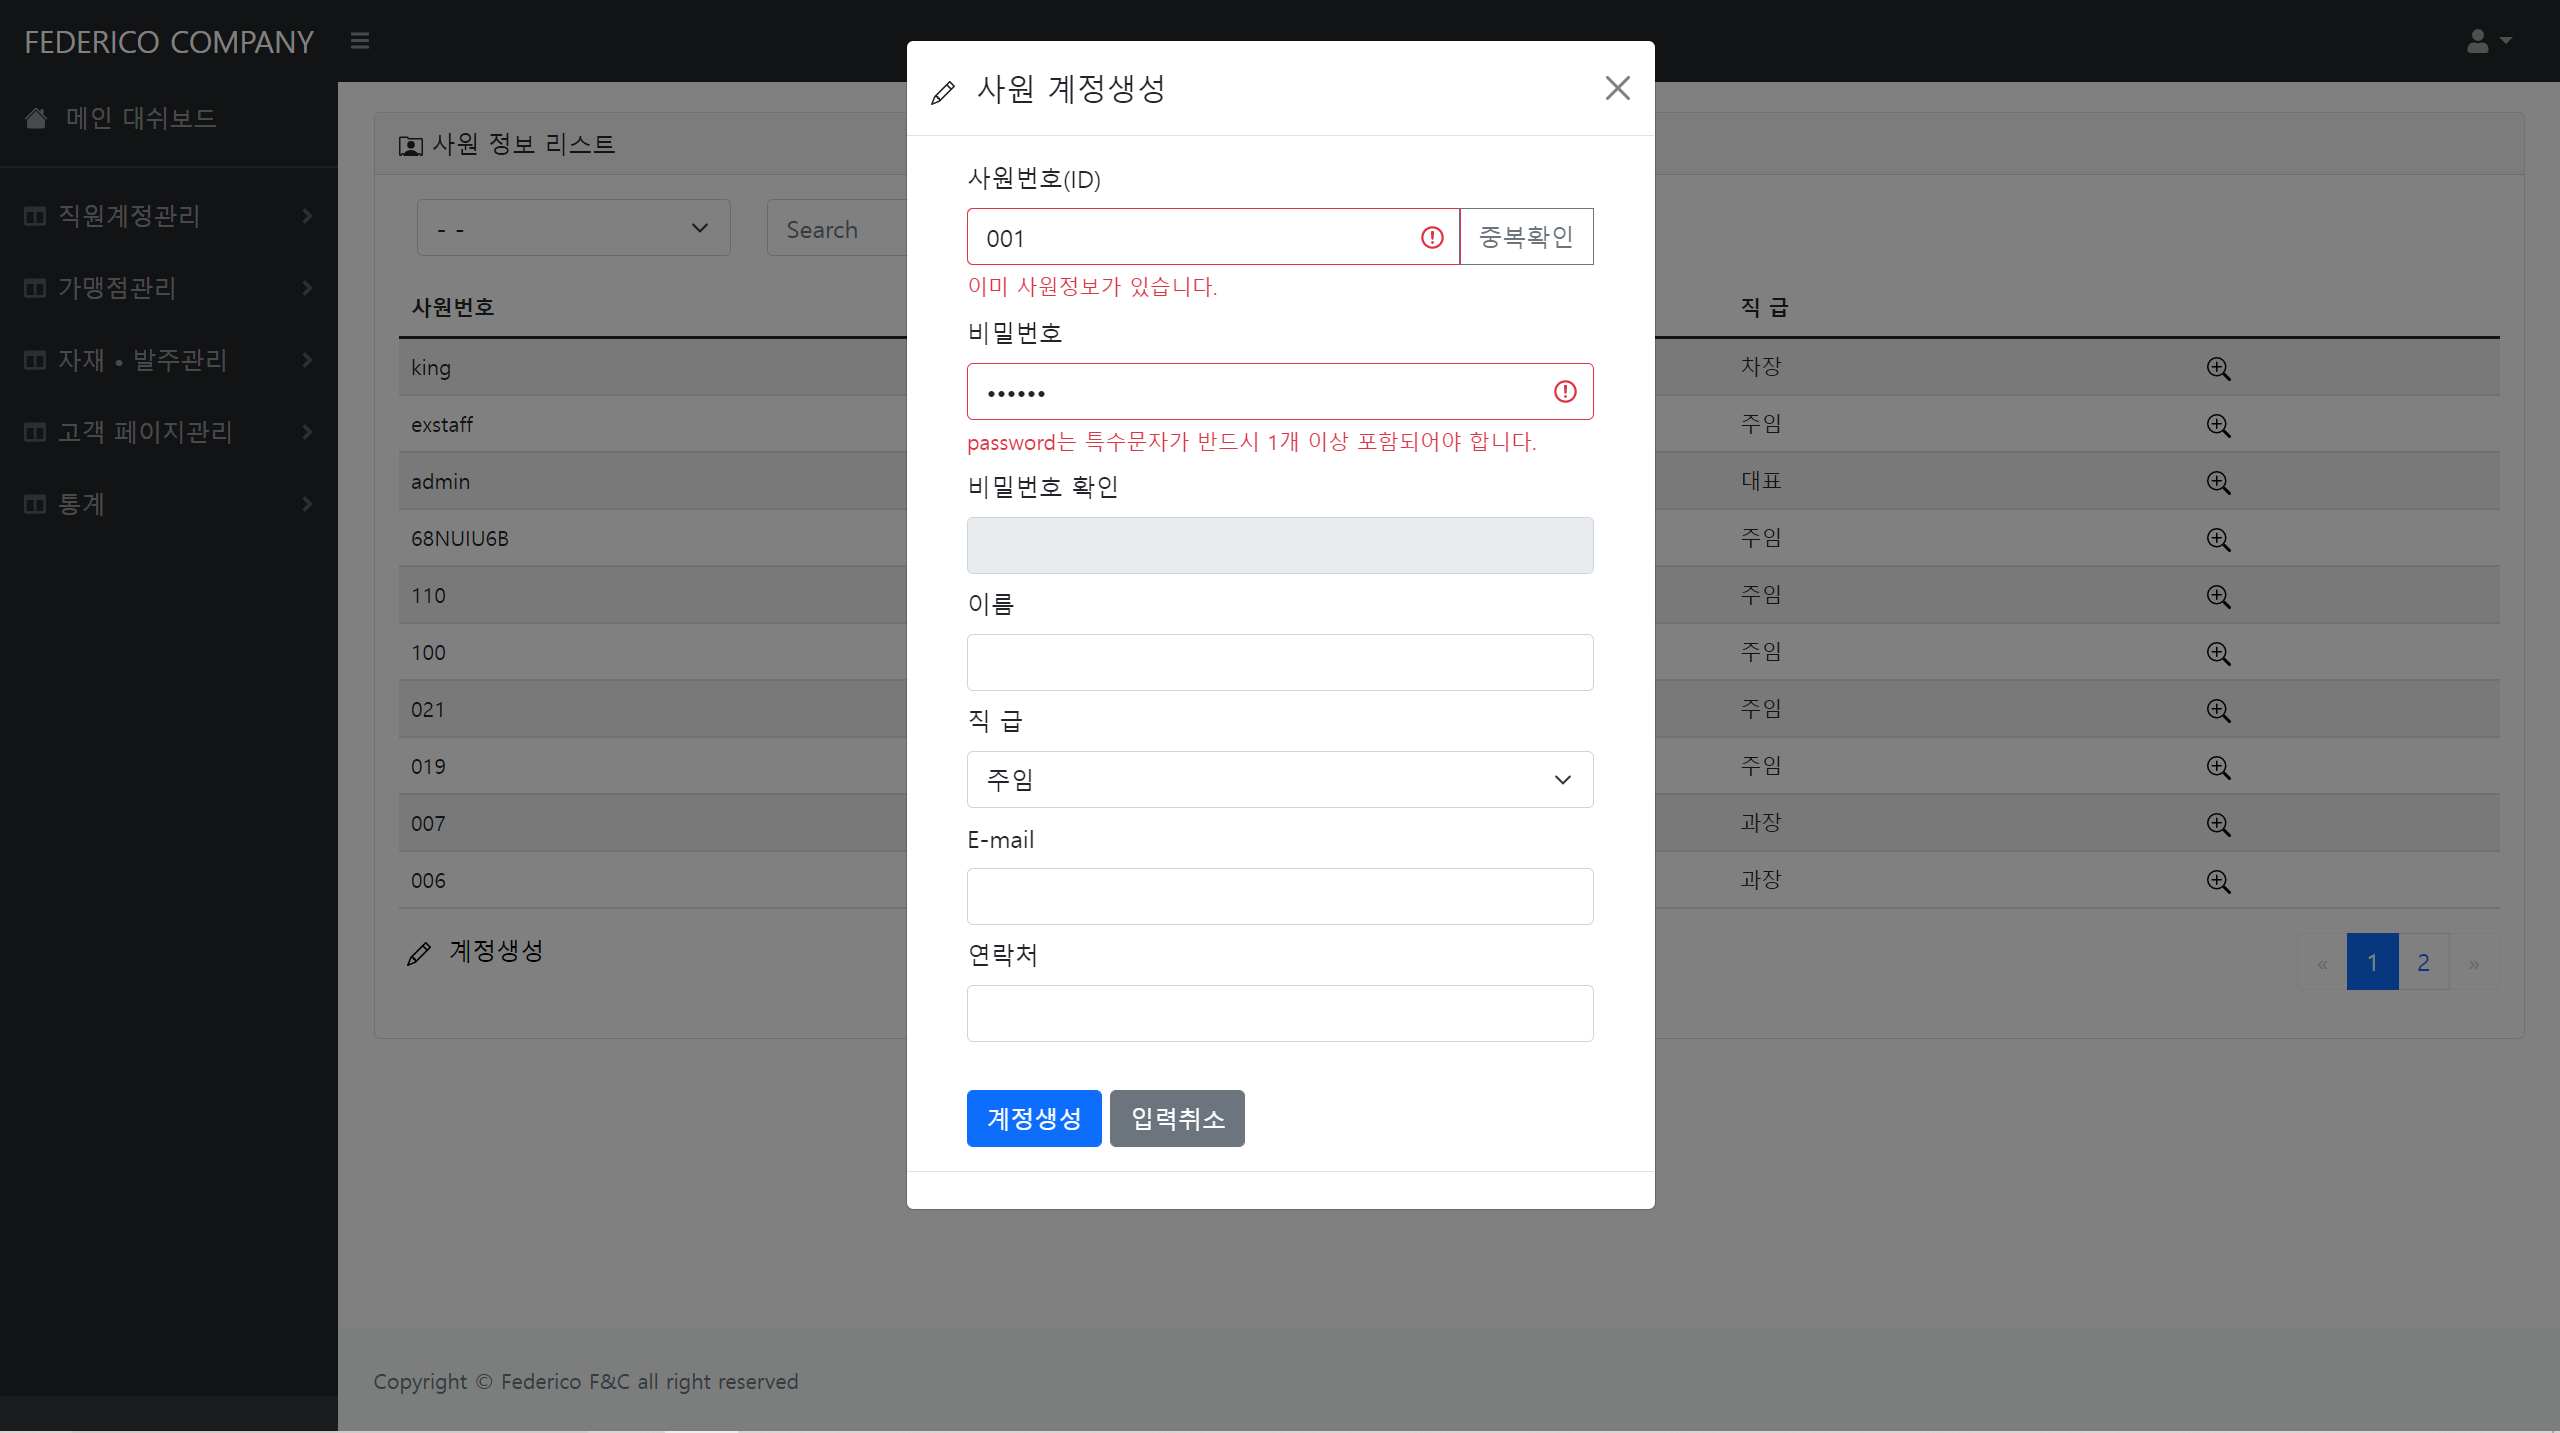 FEDERICO COMPANY
메인 대쉬보드
직원계정관리
가맹점관리
자재 • 발주관리
고객 페이지관리
통계
사원 정보 리스트
- -
Search
사원번호
직 급
king
차장
exstaff
주임
admin
대표
68NUIU6B
주임
110
주임
100
주임
021
주임
019
주임
007
과장
006
과장
계정생성
« 1 2 »
사원 계정생성
사원번호(ID)
001
중복확인
이미 사원정보가 있습니다.
비밀번호
••••••
password는 특수문자가 반드시 1개 이상 포함되어야 합니다.
비밀번호 확인
이름
직 급
주임
E-mail
연락처
계정생성
입력취소
Copyright © Federico F&C all right reserved